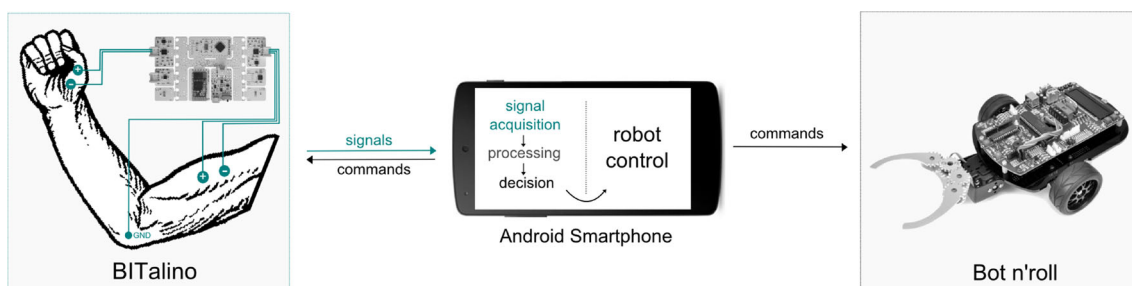 +
−
+
−
GND
BITalino
signals
commands
signal
acquisition
processing
decision
robot
control
Android Smartphone
commands
Bot n'roll